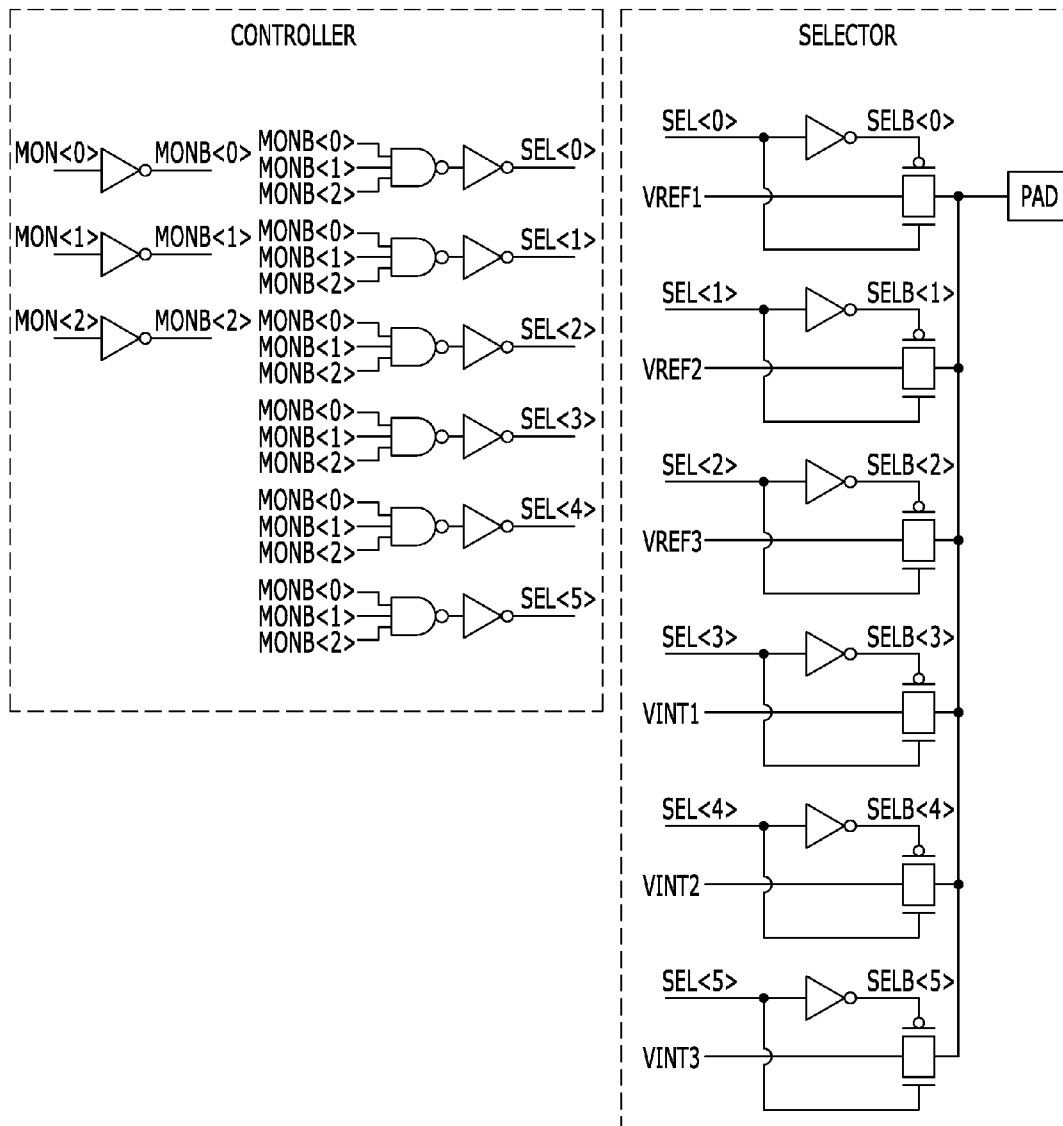 CONTROLLER
MON<0>
MONB<0>
MON<1>
MONB<1>
MON<2>
MONB<2>
MONB<0>
MONB<1>
MONB<2>
SEL<0>
MONB<0>
MONB<1>
MONB<2>
SEL<1>
MONB<0>
MONB<1>
MONB<2>
SEL<2>
MONB<0>
MONB<1>
MONB<2>
SEL<3>
MONB<0>
MONB<1>
MONB<2>
SEL<4>
MONB<0>
MONB<1>
MONB<2>
SEL<5>
SELECTOR
SEL<0>
SELB<0>
VREF1
PAD
SEL<1>
SELB<1>
VREF2
SEL<2>
SELB<2>
VREF3
SEL<3>
SELB<3>
VINT1
SEL<4>
SELB<4>
VINT2
SEL<5>
SELB<5>
VINT3